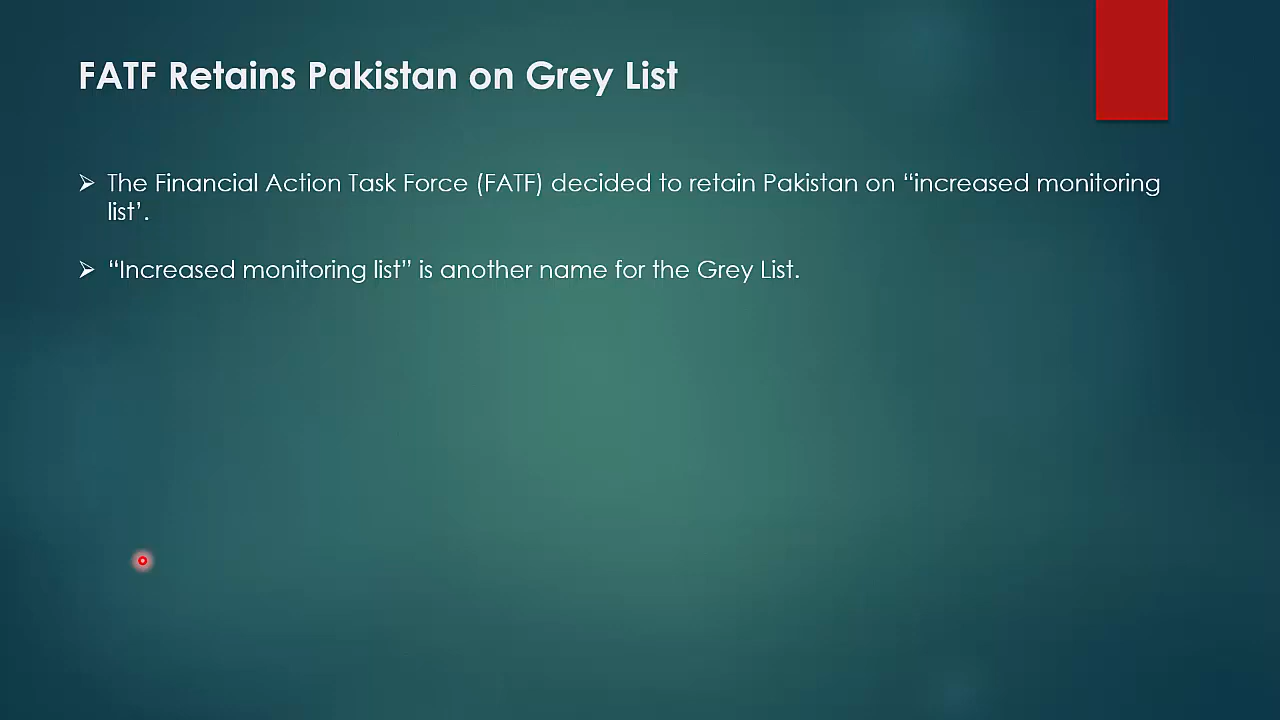 FATF Retains Pakistan on Grey List
➢ The Financial Action Task Force (FATF) decided to retain Pakistan on “increased monitoring
list’.
➢ “Increased monitoring list” is another name for the Grey List.